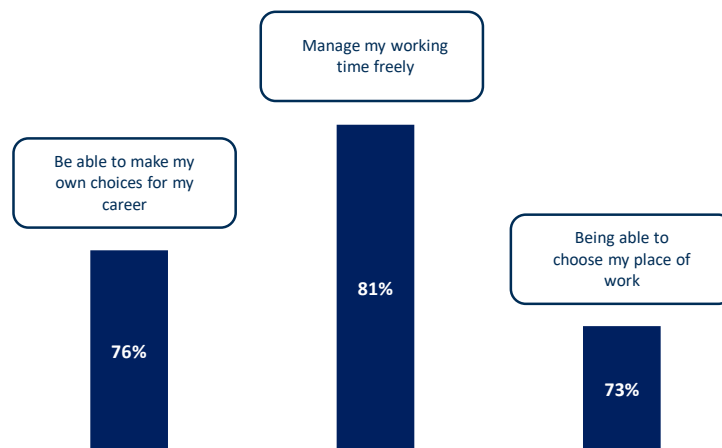 Manage my working
time freely
Be able to make my
own choices for my
career
Being able to
choose my place of
work
81%
76%
73%